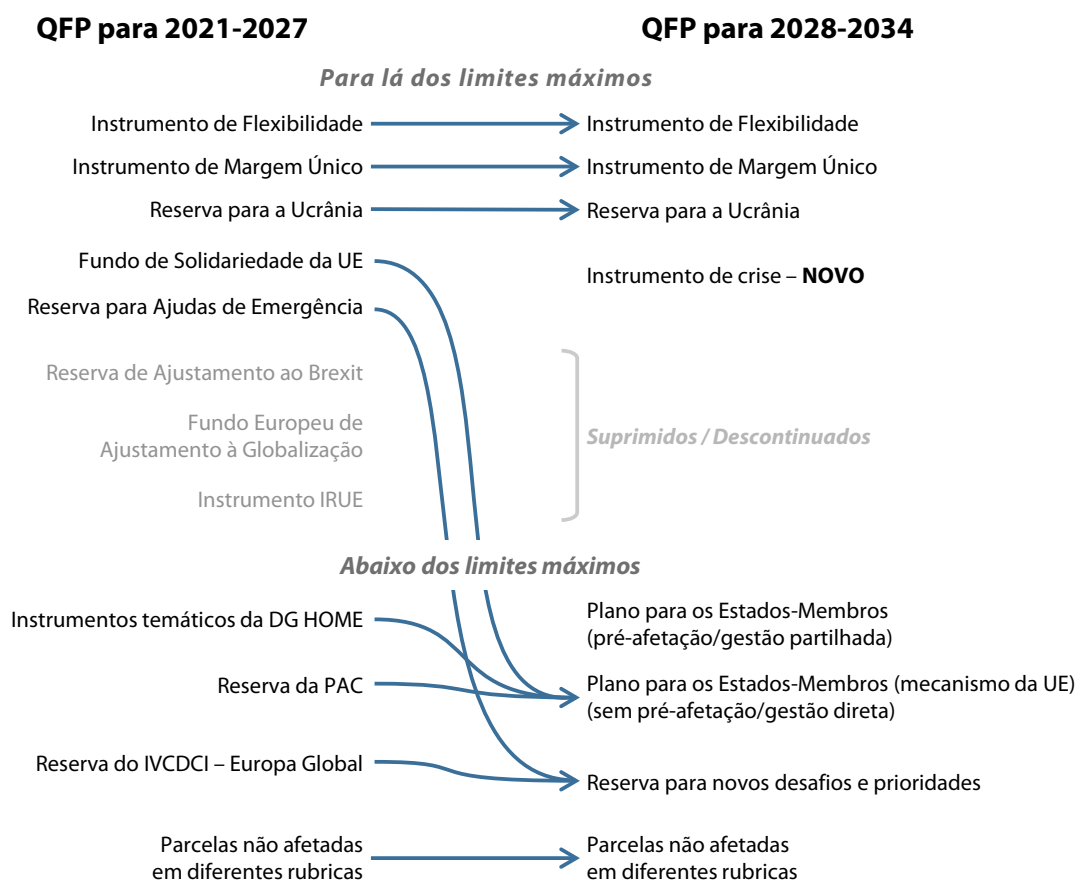 QFP para 2021-2027
QFP para 2028-2034
Para lá dos limites máximos
Instrumento de Flexibilidade
Instrumento de Flexibilidade
Instrumento de Margem Único
Instrumento de Margem Único
Reserva para a Ucrânia
Reserva para a Ucrânia
Fundo de Solidariedade da UE
Instrumento de crise – NOVO
Reserva para Ajudas de Emergência
Reserva de Ajustamento ao Brexit
Fundo Europeu de
Ajustamento à Globalização
Suprimidos / Descontinuados
Instrumento IRUE
Abaixo dos limites máximos
Instrumentos temáticos da DG HOME
Plano para os Estados-Membros
(pré-afetação/gestão partilhada)
Reserva da PAC
Plano para os Estados-Membros (mecanismo da UE)
(sem pré-afetação/gestão direta)
Reserva do IVCDCI – Europa Global
Reserva para novos desafios e prioridades
Parcelas não afetadas
em diferentes rubricas
Parcelas não afetadas
em diferentes rubricas